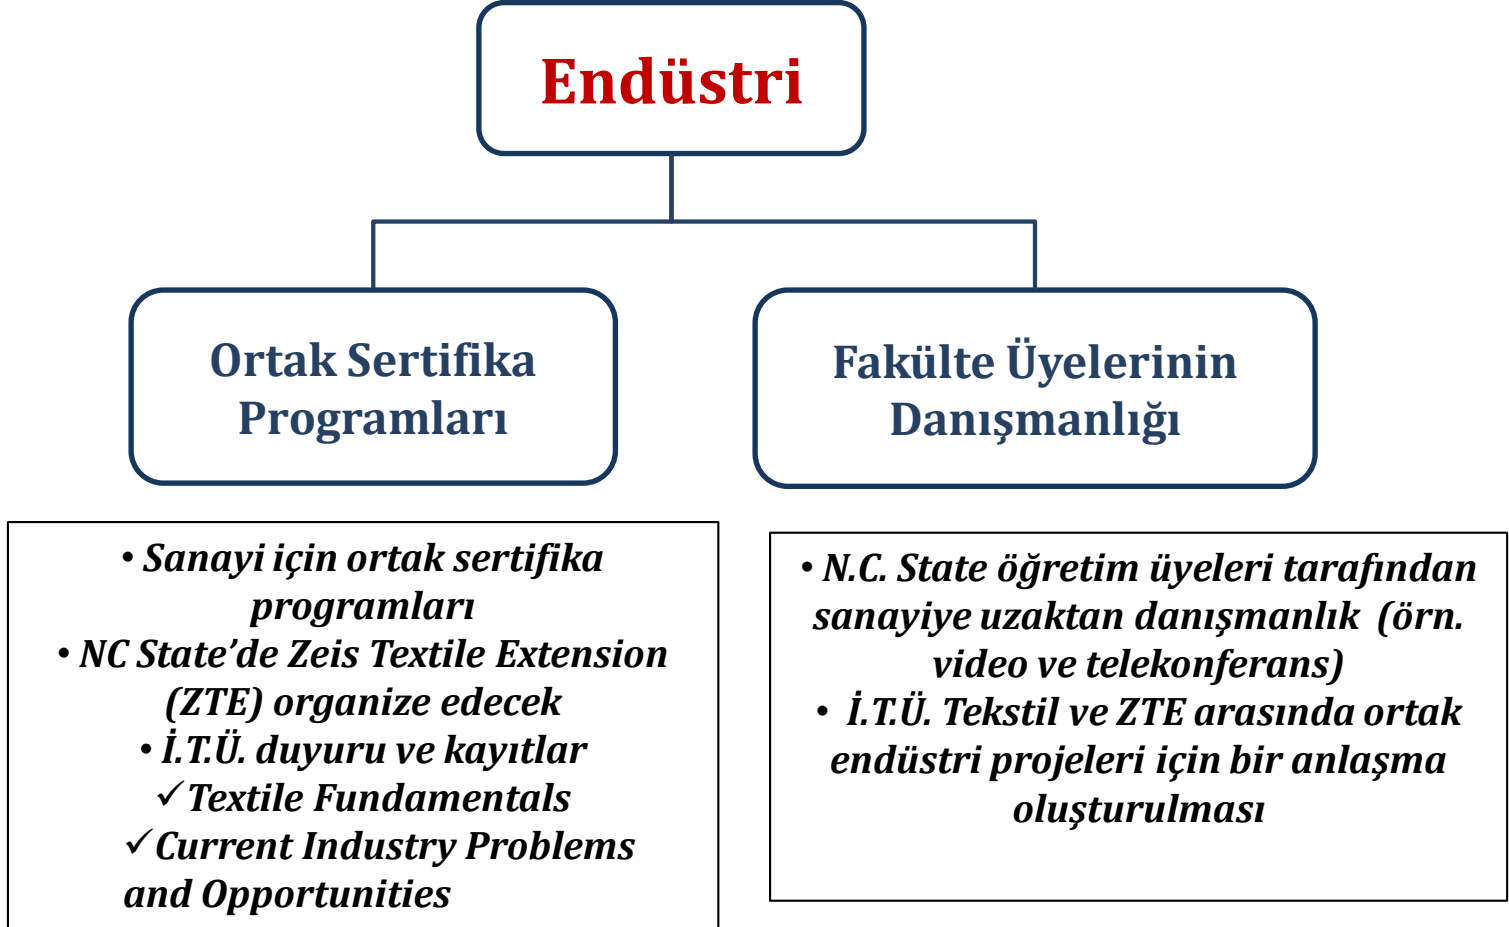 Endüstri
Ortak Sertifika
Programları
Fakülte Üyelerinin
Danışmanlığı
• Sanayi için ortak sertifika
programları
• NC State’de Zeis Textile Extension
(ZTE) organize edecek
• İ.T.Ü. duyuru ve kayıtlar
✓Textile Fundamentals
✓Current Industry Problems
and Opportunities
• N.C. State öğretim üyeleri tarafından
sanayiye uzaktan danışmanlık (örn.
video ve telekonferans)
• İ.T.Ü. Tekstil ve ZTE arasında ortak
endüstri projeleri için bir anlaşma
oluşturulması